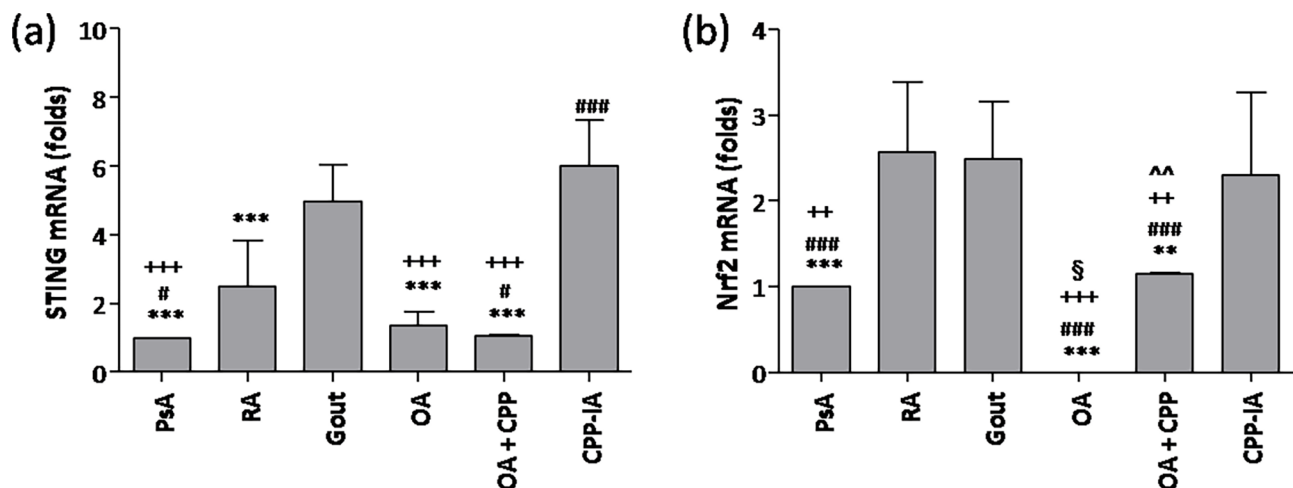 (a)
STING mRNA (folds)
10
8
6
4
2
0
+++
#
***
***
+++
***
+++
#
***
###
PsA
RA
Gout
OA
OA + CPP
CPP-IA
(b)
Nrf2 mRNA (folds)
4
3
2
1
0
++
###
***
§
+++
###
***
^^
++
###
**
PsA
RA
Gout
OA
OA + CPP
CPP-IA